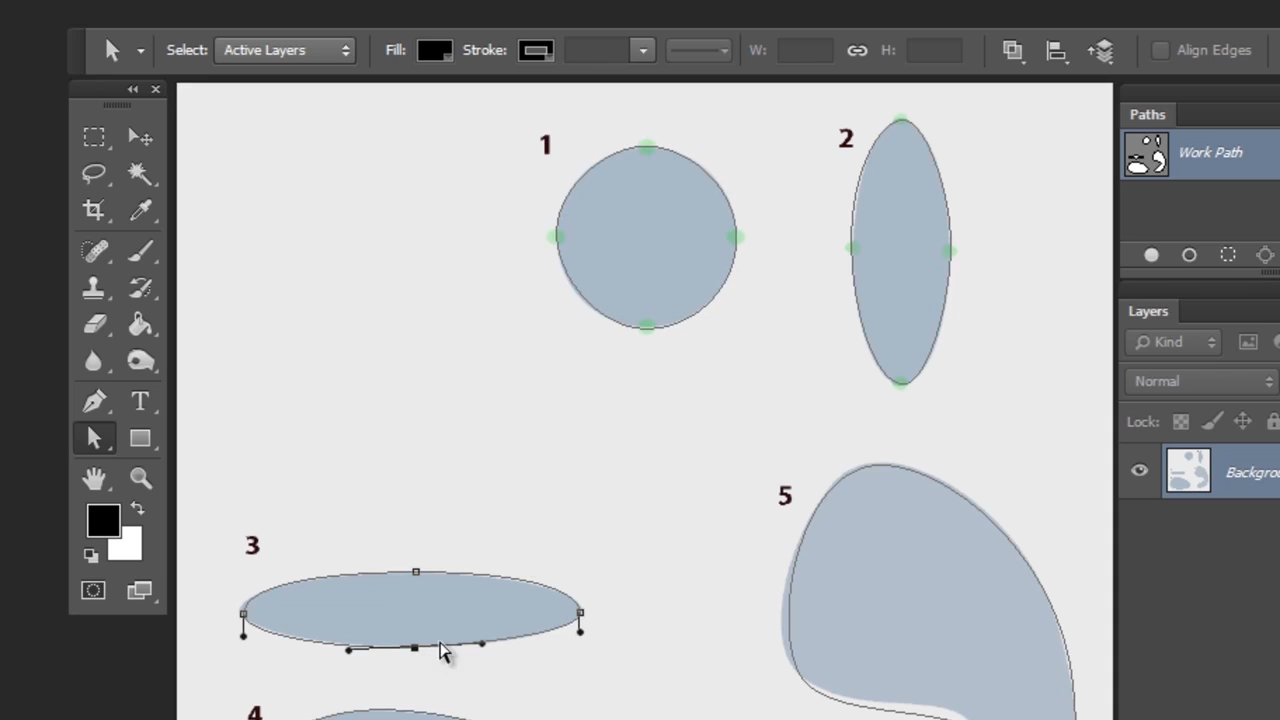 Select: Active Layers Fill: Stroke: W: H: Align Edges
Paths
Work Path
Layers
Kind
Normal
Lock:
1
2
3
4
5
T